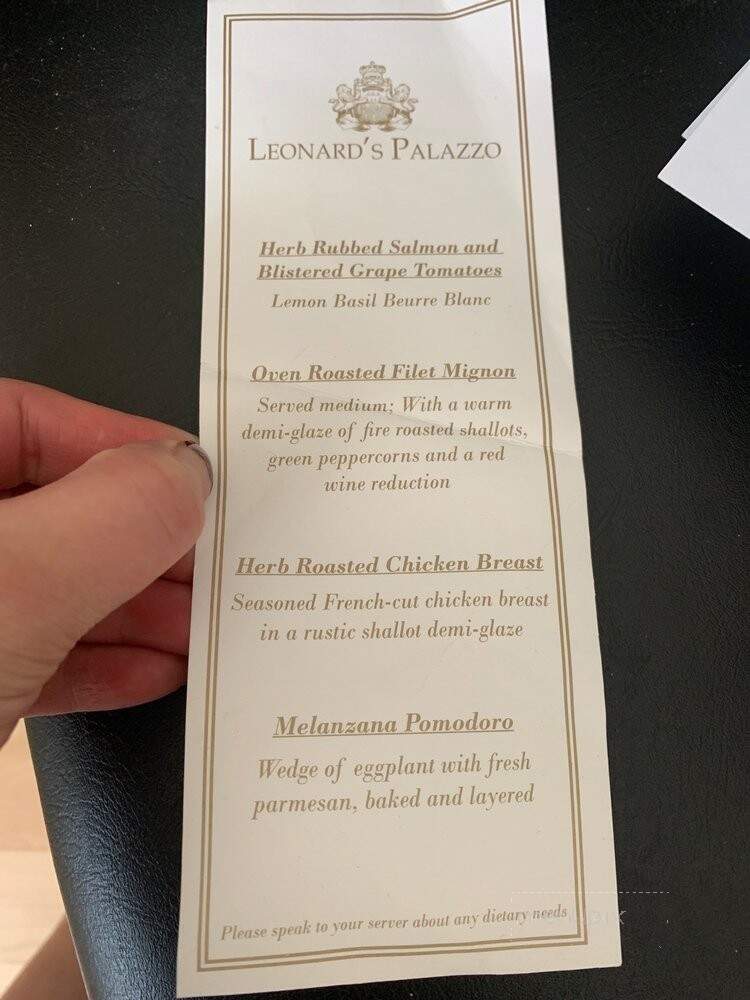 LEONARD'S PALAZZO
Herb Rubbed Salmon and
Blistered Grape Tomatoes
Lemon Basil Beurre Blanc
Oven Roasted Filet Mignon
Served medium; With a warm
demi-glaze of fire roasted shallots,
green peppercorns and a red
wine reduction
Herb Roasted Chicken Breast
Seasoned French-cut chicken breast
in a rustic shallot demi-glaze
Melanzana Pomodoro
Wedge of eggplant with fresh
parmesan, baked and layered
Please speak to your server about any dietary needs